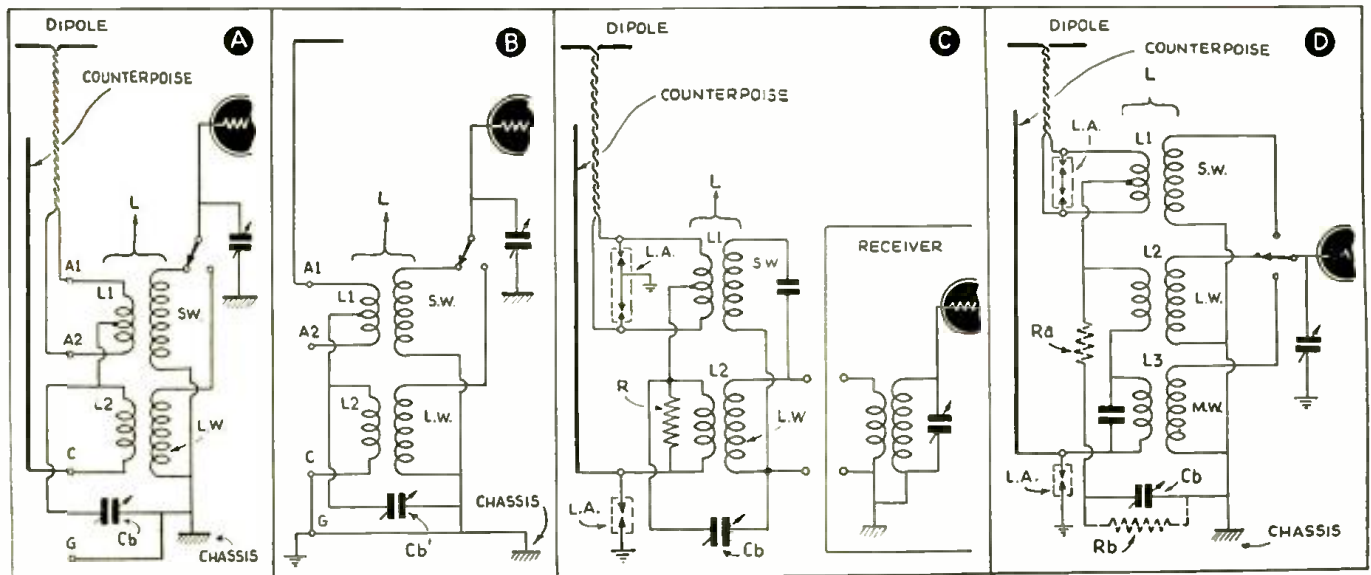 DIPOLE
A
COUNTERPOISE
L
A1
L1
SW.
A2
L2
L.W.
C
Cb
CHASSIS
G
B
L
A1
L1
S.W.
A2
L2
L.W.
C
CHASSIS
G
Cb
DIPOLE
C
COUNTERPOISE
L
L1
L.A.
SW
RECEIVER
L2
R
L.W
L.A.
Cb
DIPOLE
D
COUNTERPOISE
L
L.A.
L1
S.W.
L2
L.W.
Ra
L3
M.W.
L.A.
Cb
CHASSIS
Rb